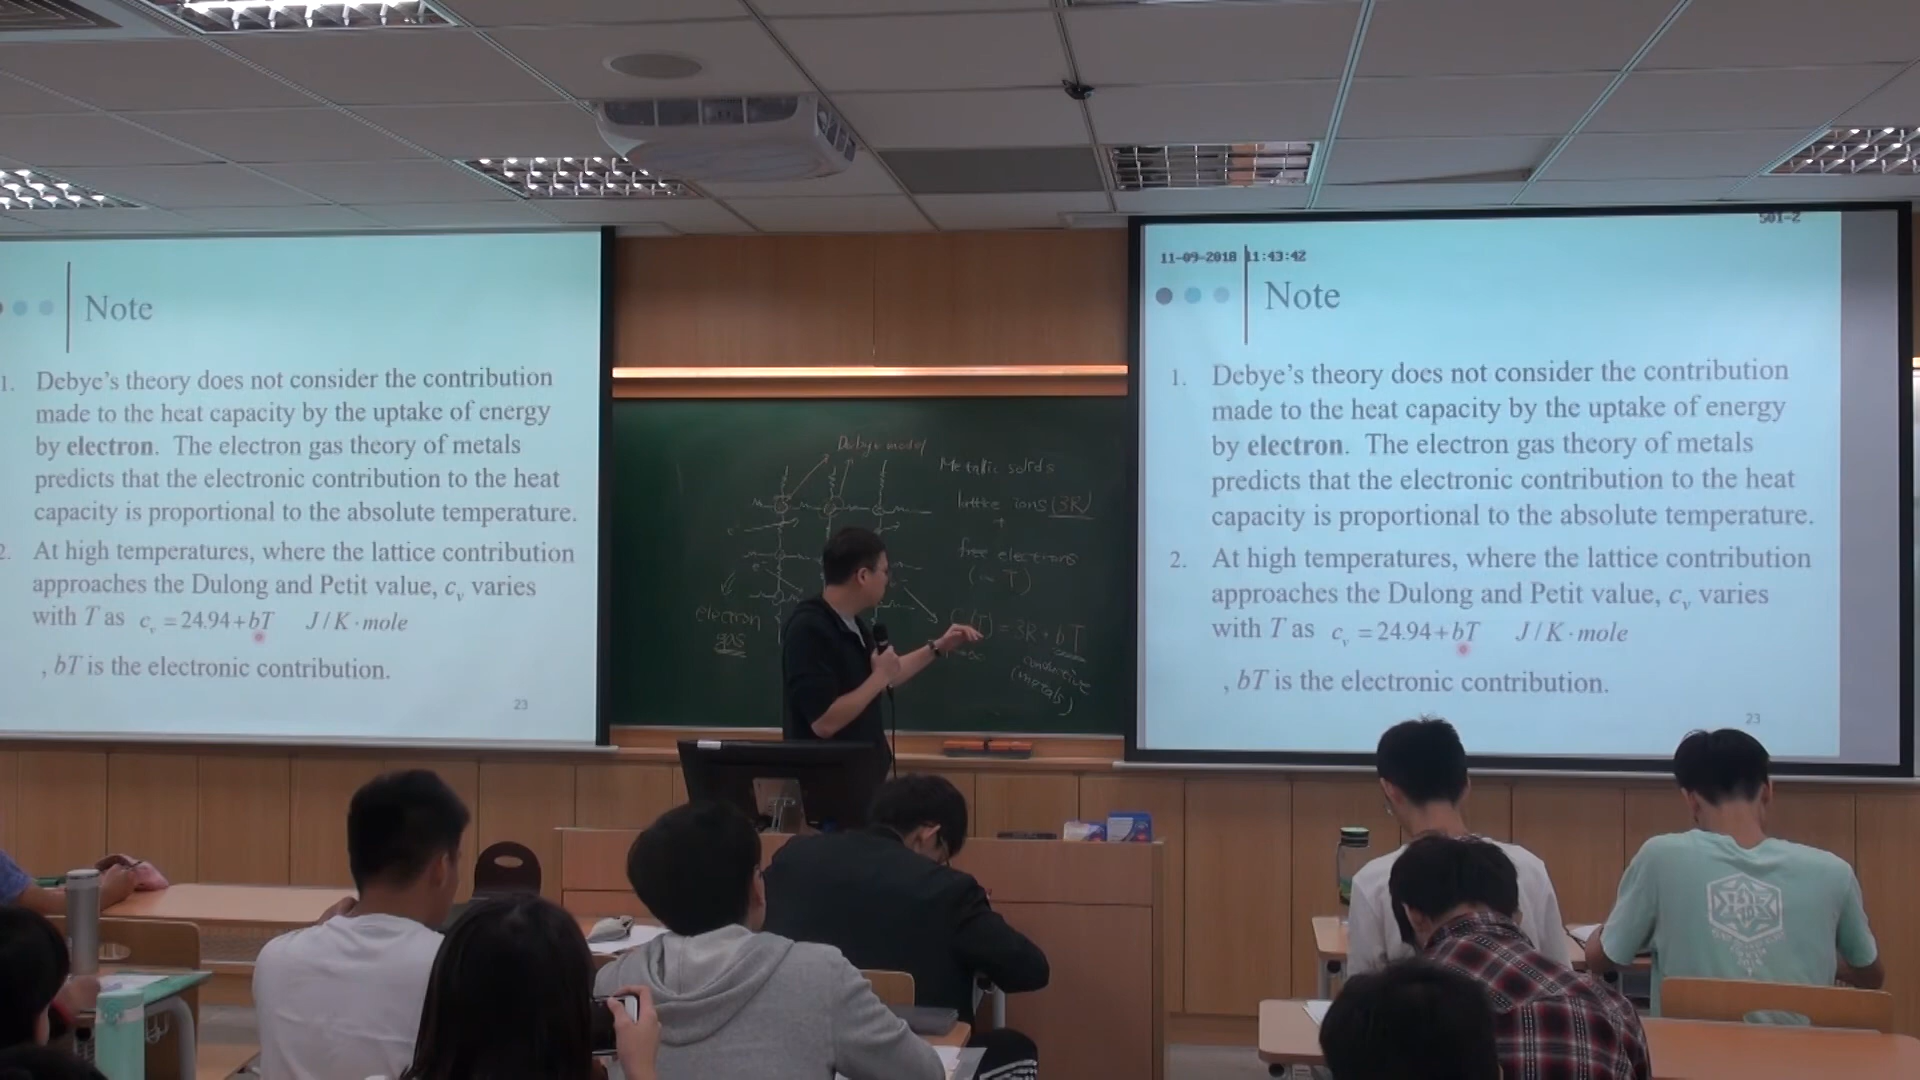 Note
1. Debye's theory does not consider the contribution
made to the heat capacity by the uptake of energy
by electron. The electron gas theory of metals
predicts that the electronic contribution to the heat
capacity is proportional to the absolute temperature.
2. At high temperatures, where the lattice contribution
approaches the Dulong and Petit value, cv varies
with T as cv = 24.94+bT J/K·mole
, bT is the electronic contribution.
23
Debye model
Metallic solids
lattice ions (3R)
+
free electrons
(~ T)
electron
gas
= 3R + bT
conductive
(metals)
501-2
11-09-2018 11:43:42
Note
1. Debye's theory does not consider the contribution
made to the heat capacity by the uptake of energy
by electron. The electron gas theory of metals
predicts that the electronic contribution to the heat
capacity is proportional to the absolute temperature.
2. At high temperatures, where the lattice contribution
approaches the Dulong and Petit value, cv varies
with T as cv = 24.94+bT J/K·mole
, bT is the electronic contribution.
23